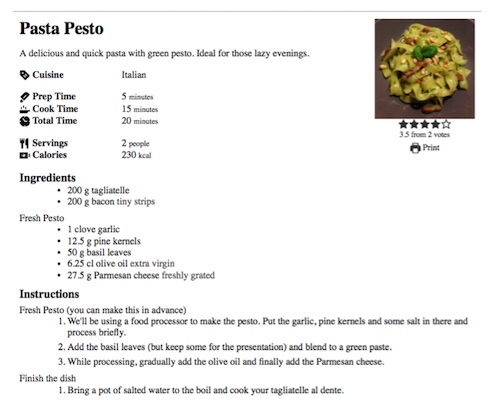 Pasta Pesto
A delicious and quick pasta with green pesto. Ideal for those lazy evenings.
Cuisine Italian
Prep Time 5 minutes
Cook Time 15 minutes
Total Time 20 minutes
3.5 from 2 votes
Print
Servings 2 people
Calories 230 kcal
Ingredients
• 200 g tagliatelle
• 200 g bacon tiny strips
Fresh Pesto
• 1 clove garlic
• 12.5 g pine kernels
• 50 g basil leaves
• 6.25 cl olive oil extra virgin
• 27.5 g Parmesan cheese freshly grated
Instructions
Fresh Pesto (you can make this in advance)
1. We'll be using a food processor to make the pesto. Put the garlic, pine kernels and some salt in there and
process briefly.
2. Add the basil leaves (but keep some for the presentation) and blend to a green paste.
3. While processing, gradually add the olive oil and finally add the Parmesan cheese.
Finish the dish
1. Bring a pot of salted water to the boil and cook your tagliatelle al dente.